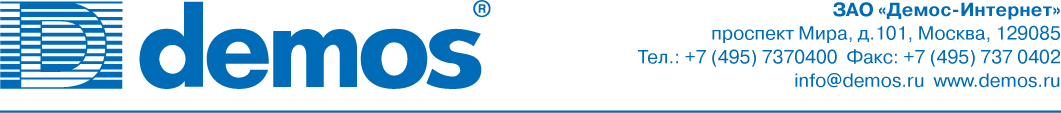 demos®
ЗАО «Демос-Интернет»
проспект Мира, д.101, Москва, 129085
Тел.: +7 (495) 7370400 Факс: +7 (495) 737 0402
info@demos.ru www.demos.ru